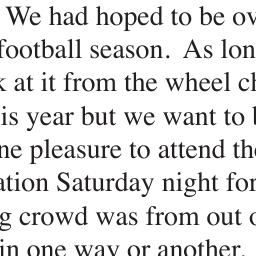 We had hoped to be ov
football season. As lon
k at it from the wheel ch
is year but we want to b
ne pleasure to attend the
ation Saturday night for
g crowd was from out o
in one way or another.